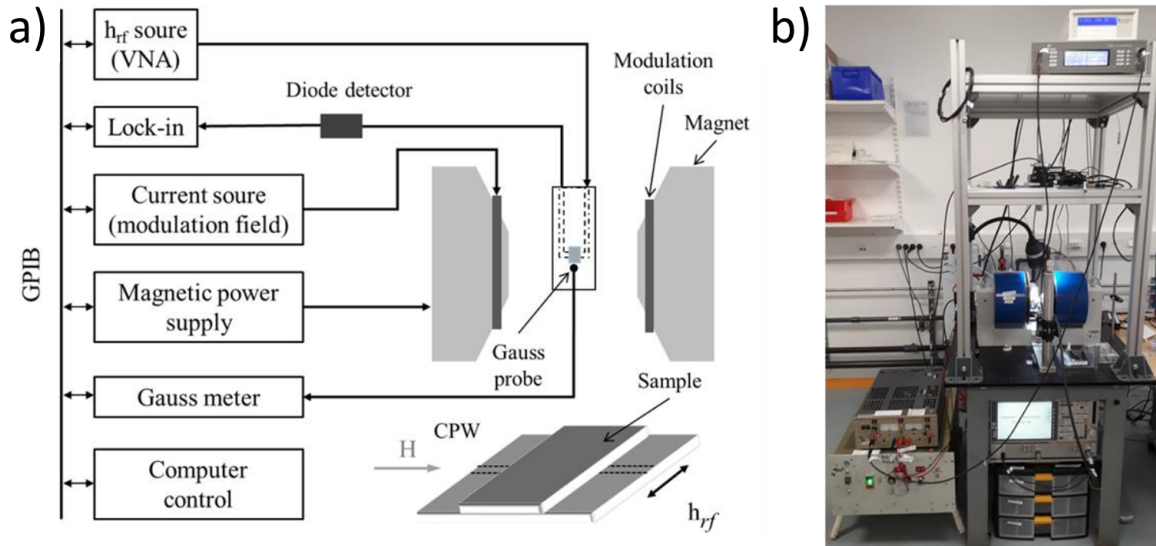 a)
h_rf soure
(VNA)
Diode detector
Lock-in
Current soure
(modulation field)
Magnetic power
supply
Gauss meter
Computer
control
GPIB
Modulation
coils
Magnet
Gauss
probe
Sample
CPW
H
h_rf
b)